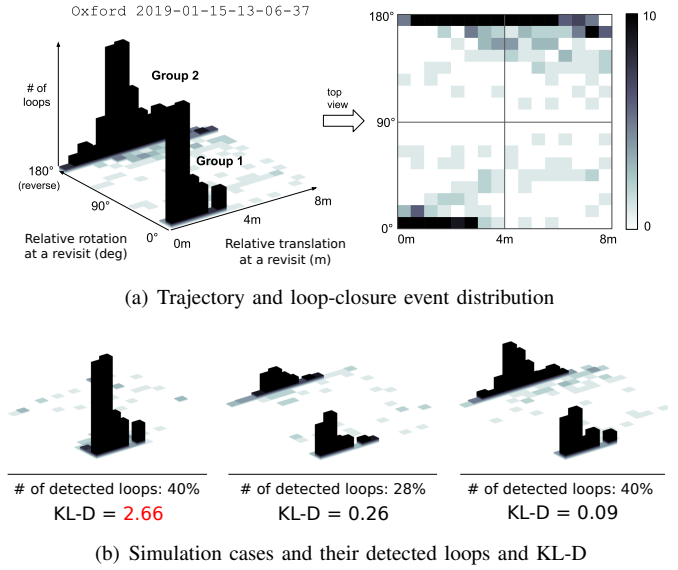 Oxford 2019-01-15-13-06-37
# of
loops
Group 2
Group 1
180°
(reverse)
90°
0°
0m
4m
8m
Relative rotation
at a revisit (deg)
Relative translation
at a revisit (m)
top
view
180°
90°
0°
0m
4m
8m
10
0
(a) Trajectory and loop-closure event distribution
# of detected loops: 40%
KL-D = 2.66
# of detected loops: 28%
KL-D = 0.26
# of detected loops: 40%
KL-D = 0.09
(b) Simulation cases and their detected loops and KL-D